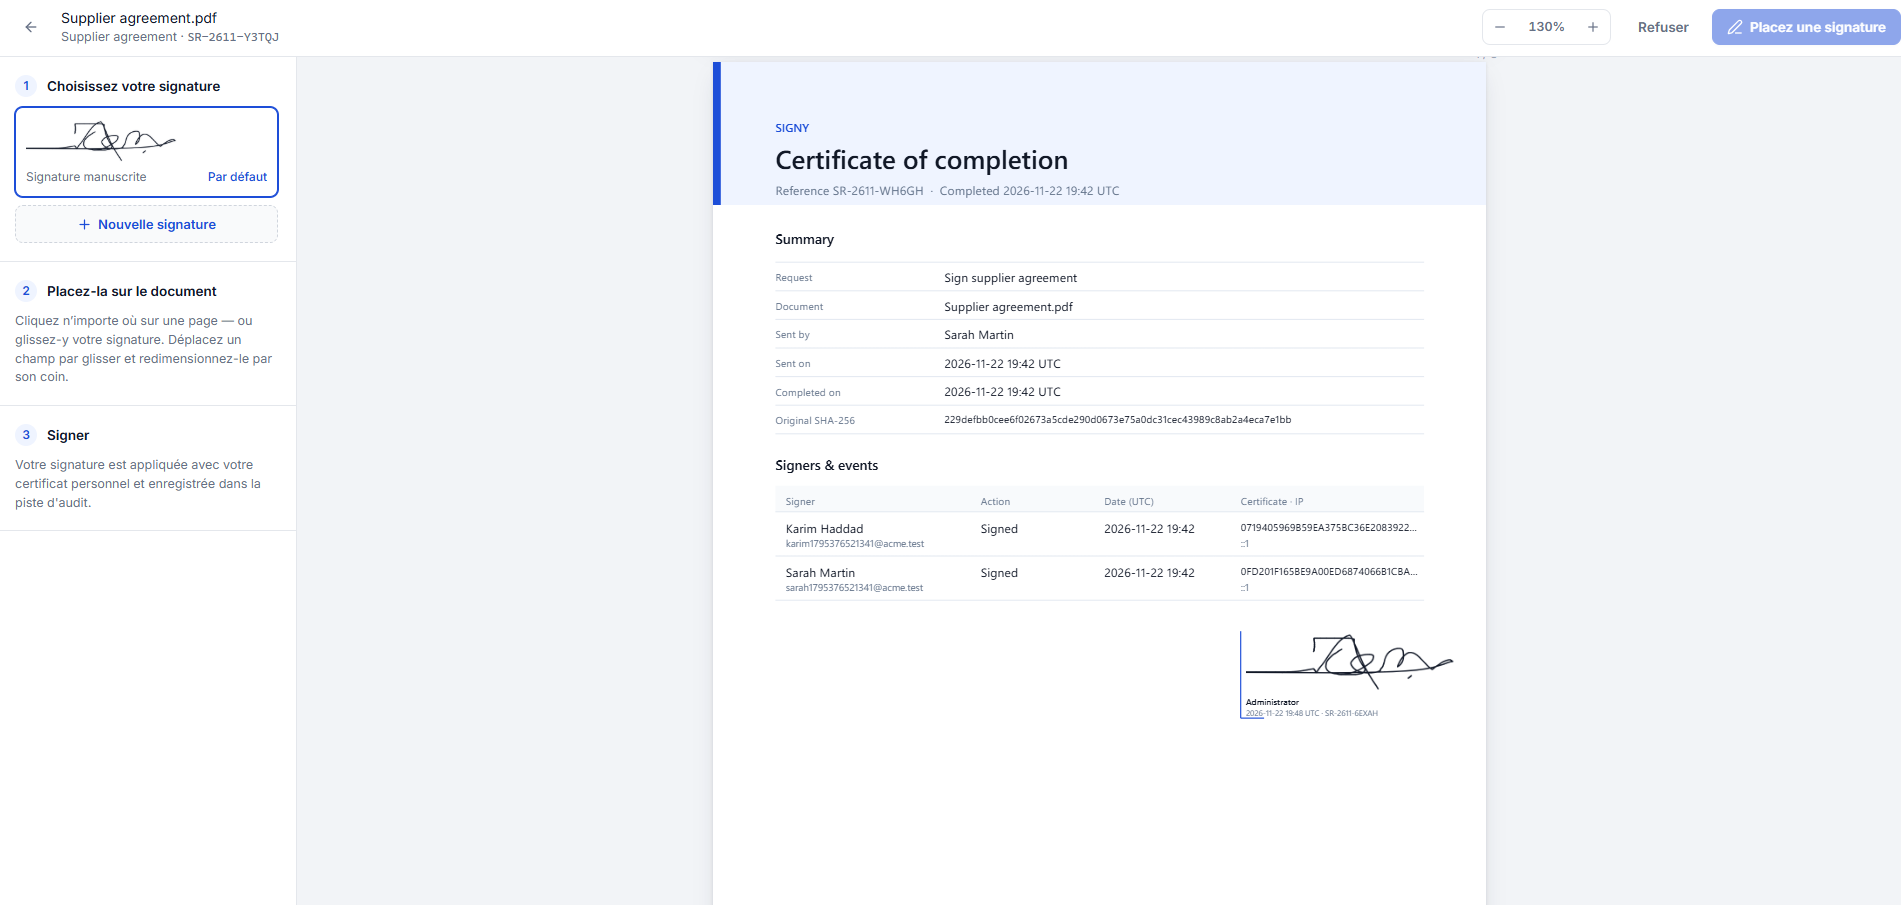 Supplier agreement.pdf
Supplier agreement · SR-2611-Y3TQJ
130%
Refuser
Placez une signature
1 Choisissez votre signature
Signature manuscrite Par défaut
+ Nouvelle signature
2 Placez-la sur le document
Cliquez n’importe où sur une page — ou
glissez-y votre signature. Déplacez un
champ par glisser et redimensionnez-le par
son coin.
3 Signer
Votre signature est appliquée avec votre
certificat personnel et enregistrée dans la
piste d'audit.
SIGNY
Certificate of completion
Reference SR-2611-WH6GH · Completed 2026-11-22 19:42 UTC
Summary
Request Sign supplier agreement
Document Supplier agreement.pdf
Sent by Sarah Martin
Sent on 2026-11-22 19:42 UTC
Completed on 2026-11-22 19:42 UTC
Original SHA-256 229defbb0cee6f02673a5cde290d0673e75a0dc31cec43989c8ab2a4eca7e1bb
Signers & events
Signer Action Date (UTC) Certificate · IP
Karim Haddad Signed 2026-11-22 19:42 0719405969B59EA375BC36E2083922...
karim1795376521341@acme.test ::1
Sarah Martin Signed 2026-11-22 19:42 0FD201F165BE9A00ED6874066B1CBA...
sarah1795376521341@acme.test ::1
Administrator
2026-11-22 19:48 UTC · SR-2611-6EXAH